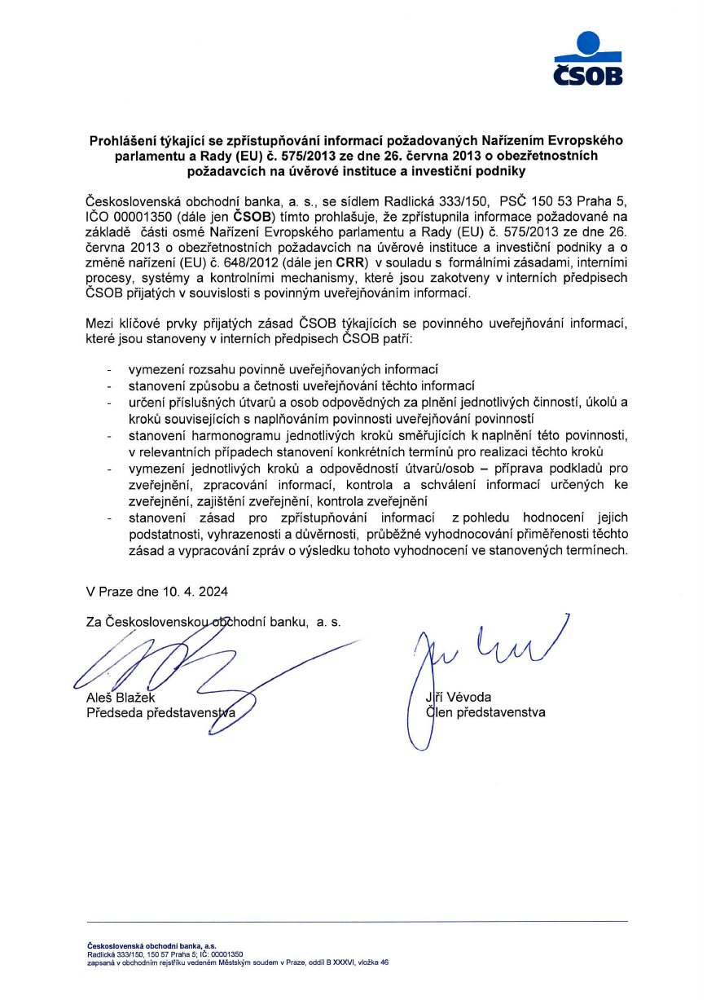 ČSOB
Prohlášení týkající se zpřístupňování informací požadovaných Nařízením Evropského
parlamentu a Rady (EU) č. 575/2013 ze dne 26. června 2013 o obezřetnostních
požadavcích na úvěrové instituce a investiční podniky
Československá obchodní banka, a. s., se sídlem Radlická 333/150, PSČ 150 53 Praha 5,
IČO 00001350 (dále jen ČSOB) tímto prohlašuje, že zpřístupnila informace požadované na
základě části osmé Nařízení Evropského parlamentu a Rady (EU) č. 575/2013 ze dne 26.
června 2013 o obezřetnostních požadavcích na úvěrové instituce a investiční podniky a o
změně nařízení (EU) č. 648/2012 (dále jen CRR) v souladu s formálními zásadami, interními
procesy, systémy a kontrolními mechanismy, které jsou zakotveny v interních předpisech
ČSOB přijatých v souvislosti s povinným uveřejňováním informací.
Mezi klíčové prvky přijatých zásad ČSOB týkajících se povinného uveřejňování informací,
které jsou stanoveny v interních předpisech ČSOB patří:
- vymezení rozsahu povinně uveřejňovaných informací
- stanovení způsobu a četnosti uveřejňování těchto informací
- určení příslušných útvarů a osob odpovědných za plnění jednotlivých činností, úkolů a
kroků souvisejících s naplňováním povinnosti uveřejňování povinností
- stanovení harmonogramu jednotlivých kroků směřujících k naplnění této povinnosti,
v relevantních případech stanovení konkrétních termínů pro realizaci těchto kroků
- vymezení jednotlivých kroků a odpovědností útvarů/osob – příprava podkladů pro
zveřejnění, zpracování informací, kontrola a schválení informací určených ke
zveřejnění, zajištění zveřejnění, kontrola zveřejnění
- stanovení zásad pro zpřístupňování informací z pohledu hodnocení jejich
podstatnosti, vyhrazenosti a důvěrnosti, průběžné vyhodnocování přiměřenosti těchto
zásad a vypracování zpráv o výsledku tohoto vyhodnocení ve stanovených termínech.
V Praze dne 10. 4. 2024
Za Československou obchodní banku, a. s.
Aleš Blažek
Předseda představenstva
Jiří Vévoda
Člen představenstva
Československá obchodní banka, a.s.
Radlická 333/150, 150 57 Praha 5; IČ: 00001350
zapsaná v obchodním rejstříku vedeném Městským soudem v Praze, oddíl B XXXVI, vložka 46